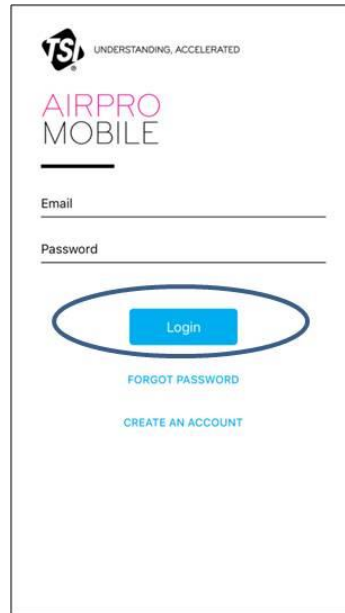 TSI
UNDERSTANDING, ACCELERATED
AIRPRO
MOBILE
Email
Password
Login
FORGOT PASSWORD
CREATE AN ACCOUNT